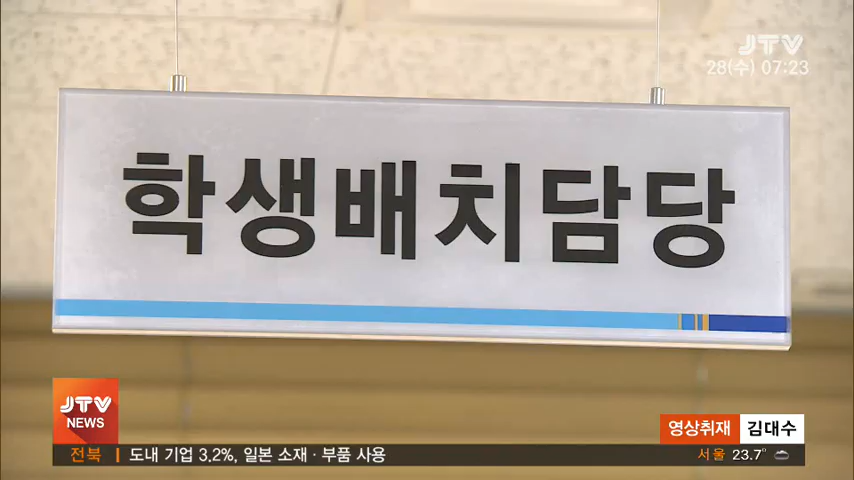 JTV
28(수) 07:23
학생배치담당
JTV
NEWS
영상취재 김대수
전북 | 도내 기업 3.2%, 일본 소재·부품 사용
서울 23.7°